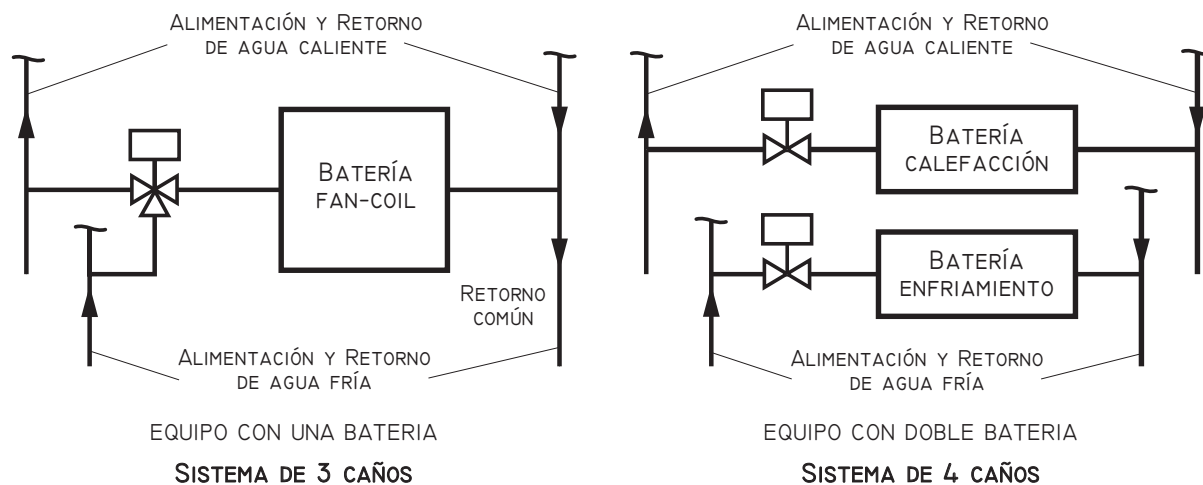 Alimentación y Retorno
de agua caliente
Batería
fan-coil
Retorno
común
Alimentación y Retorno
de agua fría
EQUIPO CON UNA BATERIA
Sistema de 3 caños
Alimentación y Retorno
de agua caliente
Batería
calefacción
Batería
enfriamiento
Alimentación y Retorno
de agua fría
EQUIPO CON DOBLE BATERIA
Sistema de 4 caños